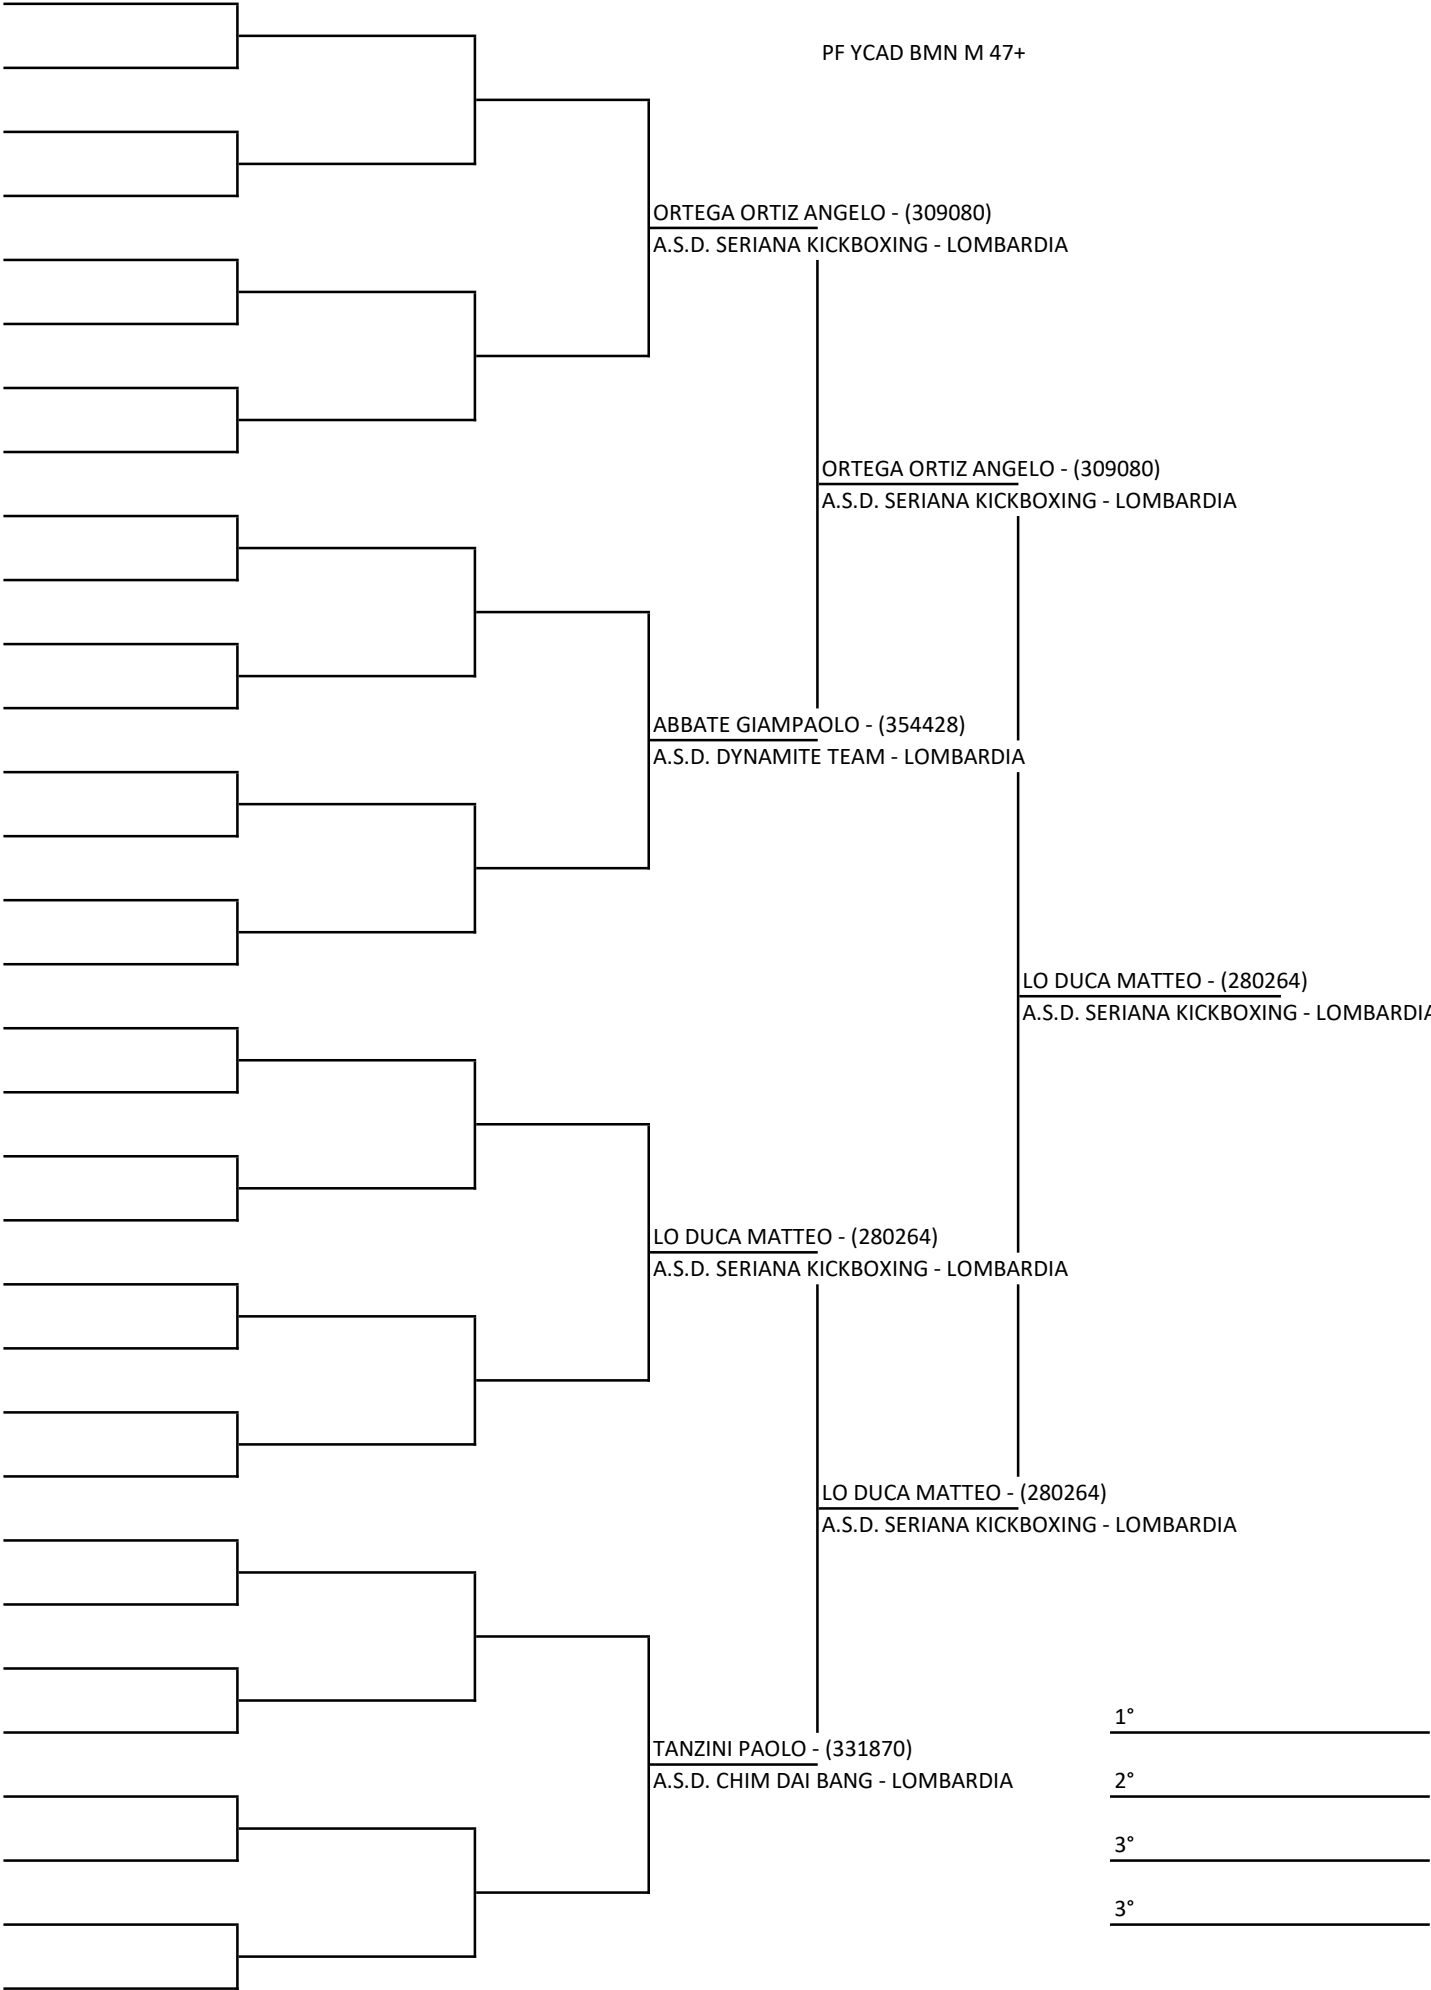 PF YCAD BMN M 47+
ORTEGA ORTIZ ANGELO - (309080)
A.S.D. SERIANA KICKBOXING - LOMBARDIA
ORTEGA ORTIZ ANGELO - (309080)
A.S.D. SERIANA KICKBOXING - LOMBARDIA
ABBATE GIAMPAOLO - (354428)
A.S.D. DYNAMITE TEAM - LOMBARDIA
LO DUCA MATTEO - (280264)
A.S.D. SERIANA KICKBOXING - LOMBARDIA
LO DUCA MATTEO - (280264)
A.S.D. SERIANA KICKBOXING - LOMBARDIA
LO DUCA MATTEO - (280264)
A.S.D. SERIANA KICKBOXING - LOMBARDIA
TANZINI PAOLO - (331870)
A.S.D. CHIM DAI BANG - LOMBARDIA
1°
2°
3°
3°